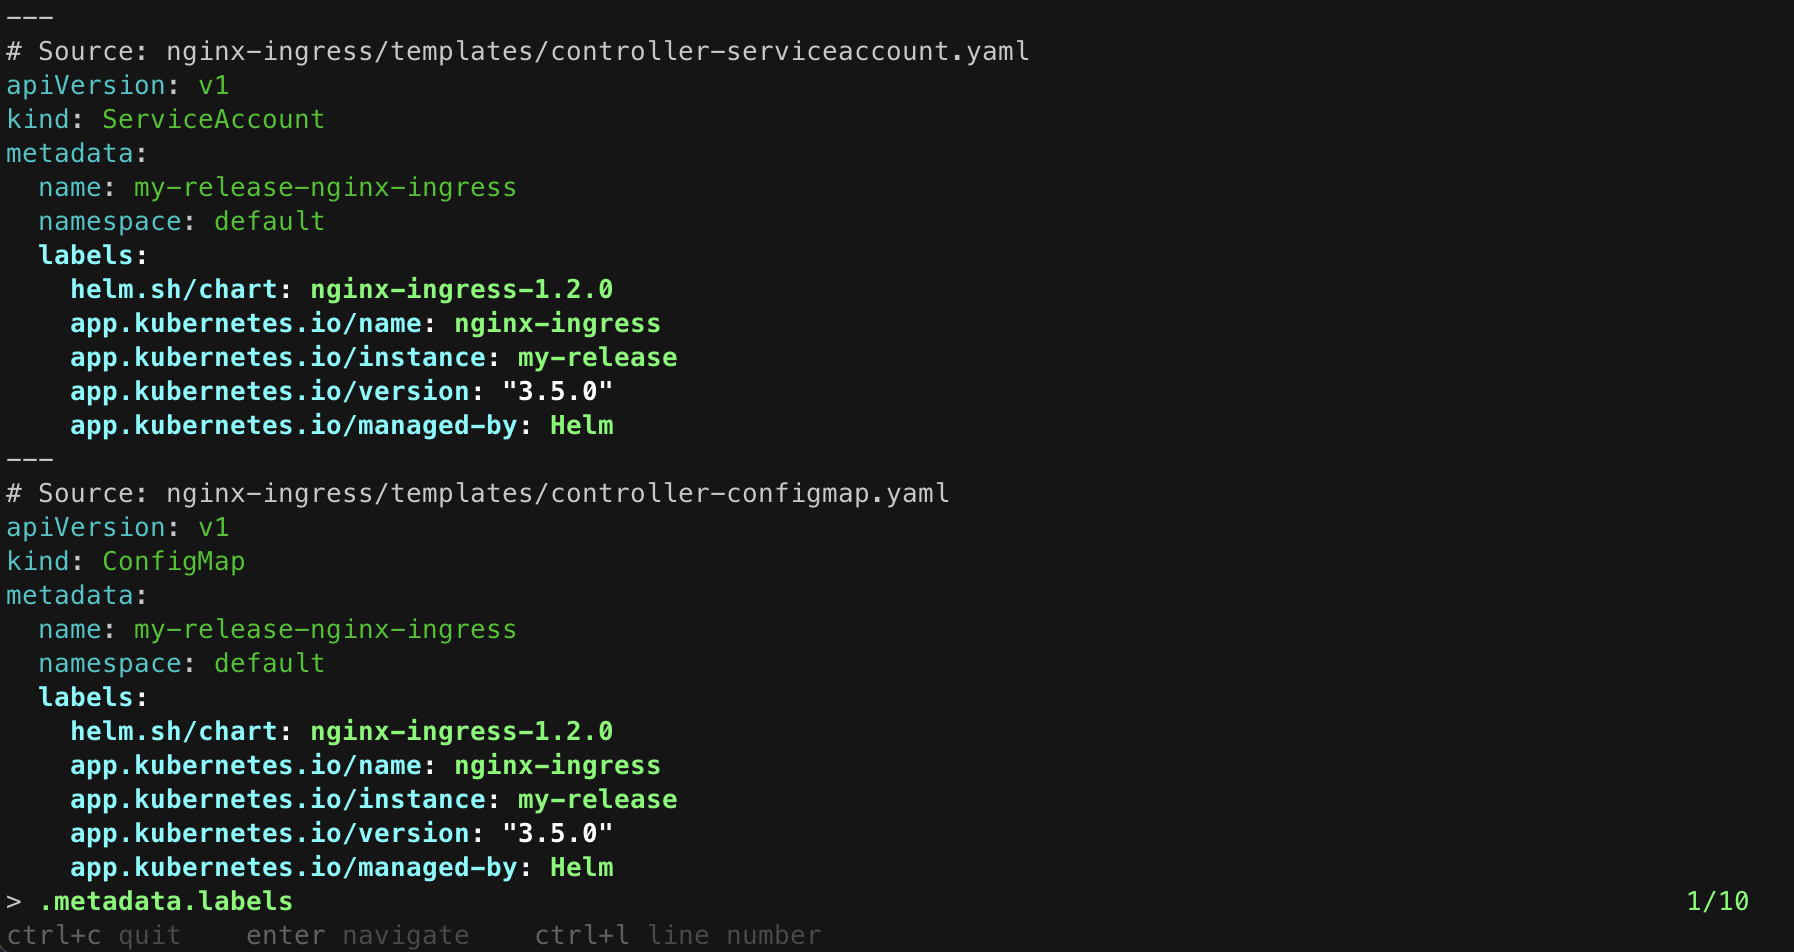 ---
# Source: nginx-ingress/templates/controller-serviceaccount.yaml
apiVersion: v1
kind: ServiceAccount
metadata:
  name: my-release-nginx-ingress
  namespace: default
  labels:
    helm.sh/chart: nginx-ingress-1.2.0
    app.kubernetes.io/name: nginx-ingress
    app.kubernetes.io/instance: my-release
    app.kubernetes.io/version: "3.5.0"
    app.kubernetes.io/managed-by: Helm
---
# Source: nginx-ingress/templates/controller-configmap.yaml
apiVersion: v1
kind: ConfigMap
metadata:
  name: my-release-nginx-ingress
  namespace: default
  labels:
    helm.sh/chart: nginx-ingress-1.2.0
    app.kubernetes.io/name: nginx-ingress
    app.kubernetes.io/instance: my-release
    app.kubernetes.io/version: "3.5.0"
    app.kubernetes.io/managed-by: Helm
> .metadata.labels 1/10
ctrl+c quit    enter navigate    ctrl+l line number